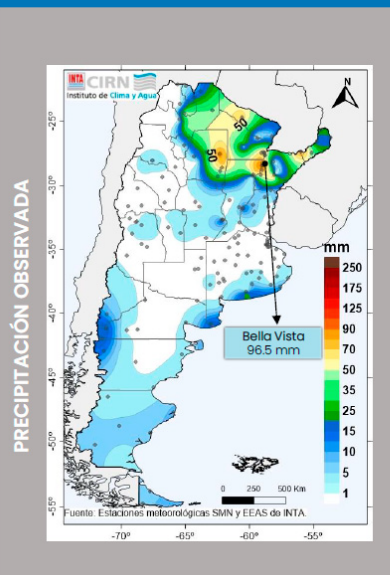 PRECIPITACIÓN OBSERVADA
INTA
CIRN
Instituto de Clima y Agua
N
-25°
-30°
-35°
-40°
-45°
-50°
-55°
50
50
mm
250
175
125
90
70
50
35
25
15
10
5
1
Bella Vista
96.5 mm
0 250 500 Km
Fuente: Estaciones meteorológicas SMN y EEAS de INTA.
-70° -65° -60° -55°